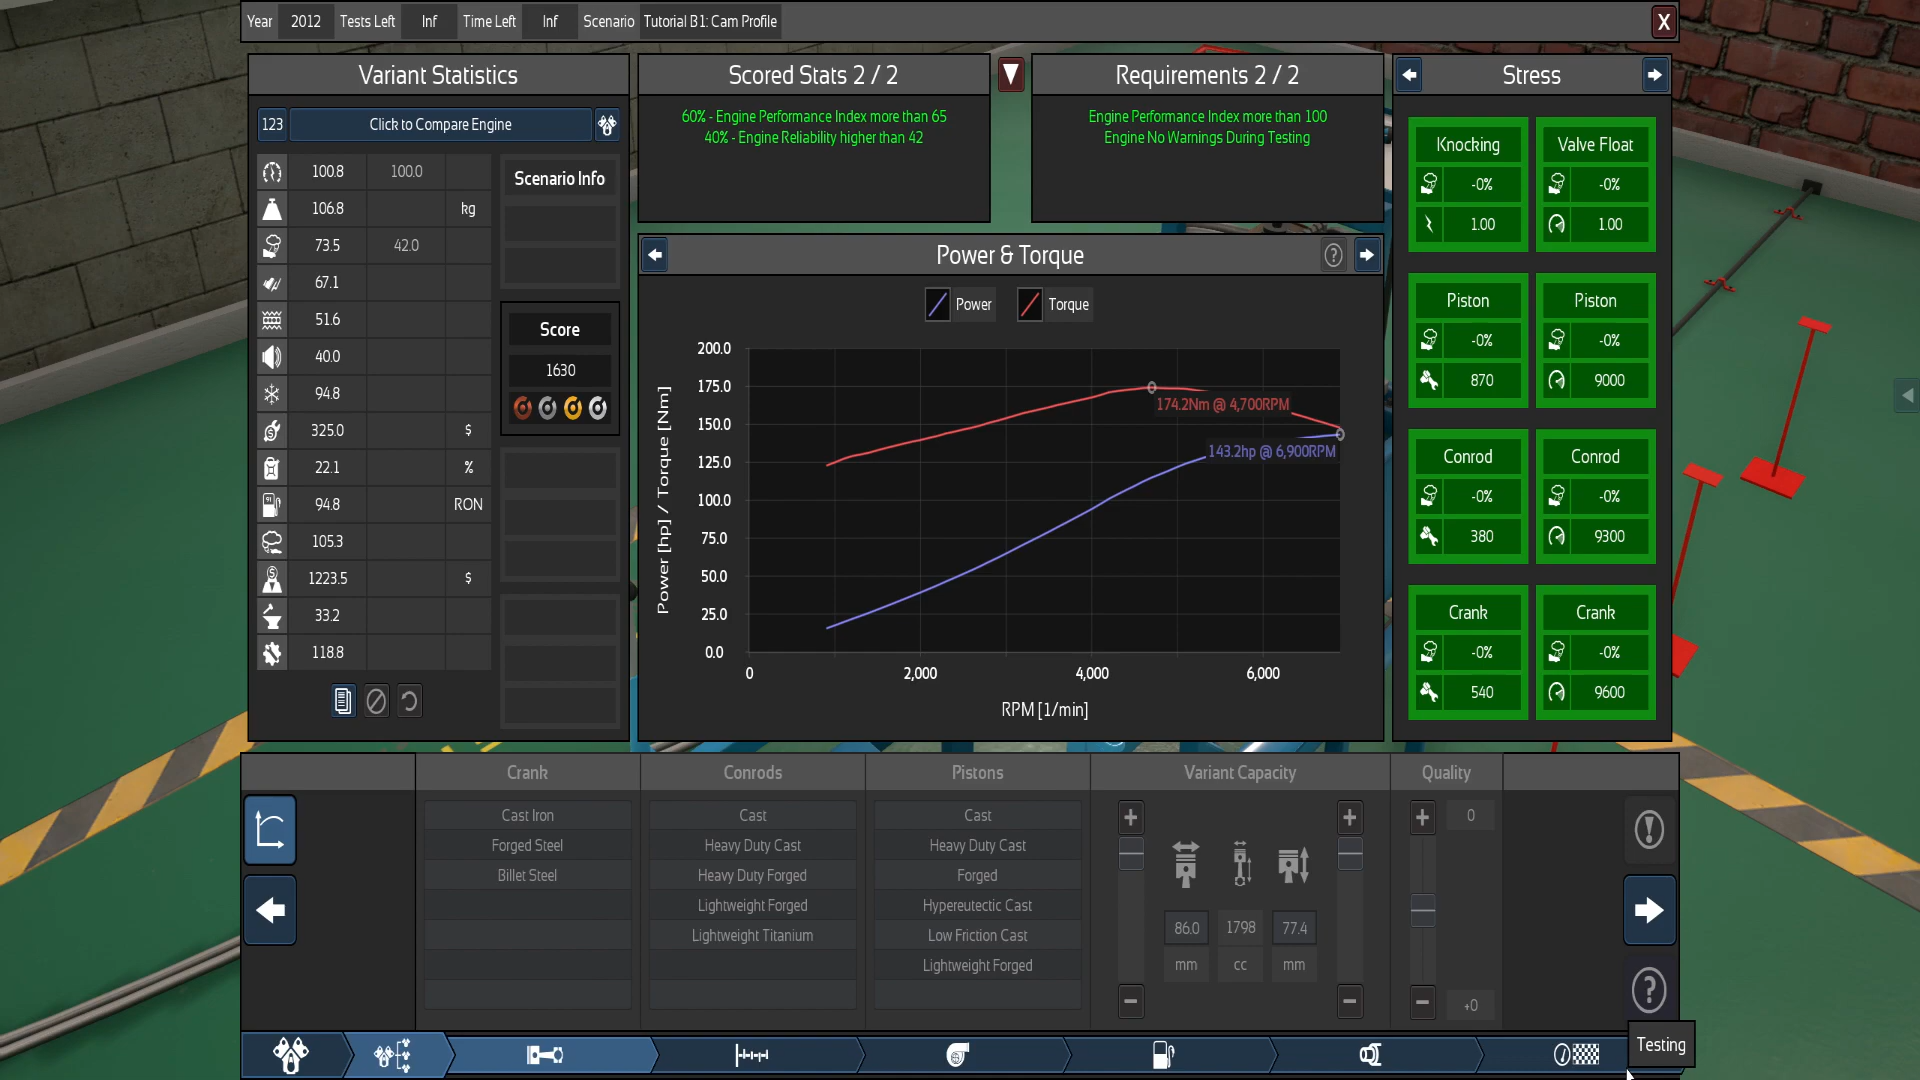 Year 2012 Tests Left Inf Time Left Inf Scenario Tutorial B1: Cam Profile X
Variant Statistics
123 Click to Compare Engine
100.8 100.0
106.8 kg
73.5 42.0
67.1
51.6
40.0
94.8
325.0 $
22.1 %
94.8 RON
105.3
1223.5 $
33.2
118.8
Scenario Info
Score
1630
Scored Stats 2 / 2
60% - Engine Performance Index more than 65
40% - Engine Reliability higher than 42
Requirements 2 / 2
Engine Performance Index more than 100
Engine No Warnings During Testing
Power & Torque ?
Power Torque
200.0
175.0
150.0
125.0
100.0
75.0
50.0
25.0
0.0
Power [hp] / Torque [Nm]
174.2Nm @ 4,700RPM
143.2hp @ 6,900RPM
0 2,000 4,000 6,000
RPM [1/min]
Stress
Knocking Valve Float
-0% -0%
1.00 1.00
Piston Piston
-0% -0%
870 9000
Conrod Conrod
-0% -0%
380 9300
Crank Crank
-0% -0%
540 9600
Crank
Cast Iron
Forged Steel
Billet Steel
Conrods
Cast
Heavy Duty Cast
Heavy Duty Forged
Lightweight Forged
Lightweight Titanium
Pistons
Cast
Heavy Duty Cast
Forged
Hypereutectic Cast
Low Friction Cast
Lightweight Forged
Variant Capacity
+ +
86.0 1798 77.4
mm cc mm
− −
Quality
+ 0
− +0
!
?
Testing